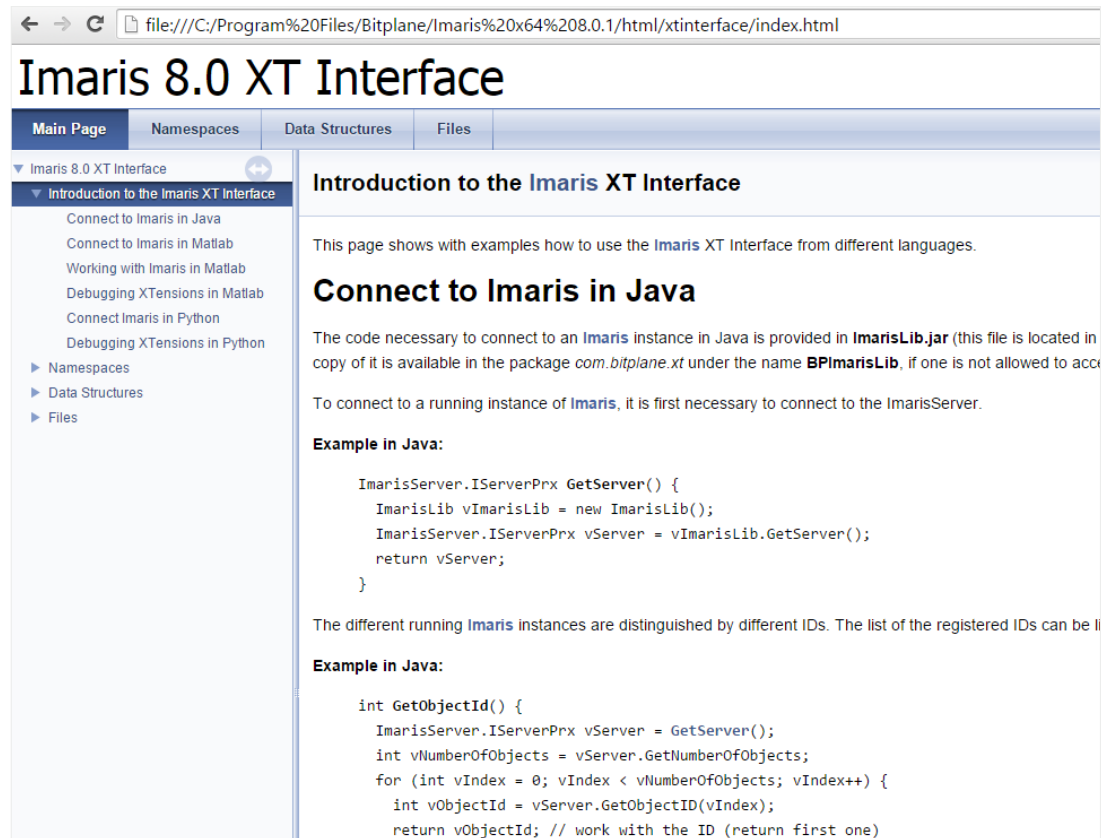 file:///C:/Program%20Files/Bitplane/Imaris%20x64%208.0.1/html/xtinterface/index.html
Imaris 8.0 XT Interface
Main Page Namespaces Data Structures Files
Imaris 8.0 XT Interface
Introduction to the Imaris XT Interface
Connect to Imaris in Java
Connect to Imaris in Matlab
Working with Imaris in Matlab
Debugging XTensions in Matlab
Connect Imaris in Python
Debugging XTensions in Python
Namespaces
Data Structures
Files
Introduction to the Imaris XT Interface
This page shows with examples how to use the Imaris XT Interface from different languages.
Connect to Imaris in Java
The code necessary to connect to an Imaris instance in Java is provided in ImarisLib.jar (this file is located in
copy of it is available in the package com.bitplane.xt under the name BPImarisLib, if one is not allowed to
To connect to a running instance of Imaris, it is first necessary to connect to the ImarisServer.
Example in Java:
ImarisServer.IServerPrx GetServer() {
ImarisLib vImarisLib = new ImarisLib();
ImarisServer.IServerPrx vServer = vImarisLib.GetServer();
return vServer;
}
The different running Imaris instances are distinguished by different IDs. The list of the registered IDs can be
Example in Java:
int GetObjectId() {
ImarisServer.IServerPrx vServer = GetServer();
int vNumberOfObjects = vServer.GetNumberOfObjects;
for (int vIndex = 0; vIndex < vNumberOfObjects; vIndex++) {
int vObjectId = vServer.GetObjectID(vIndex);
return vObjectId; // work with the ID (return first one)